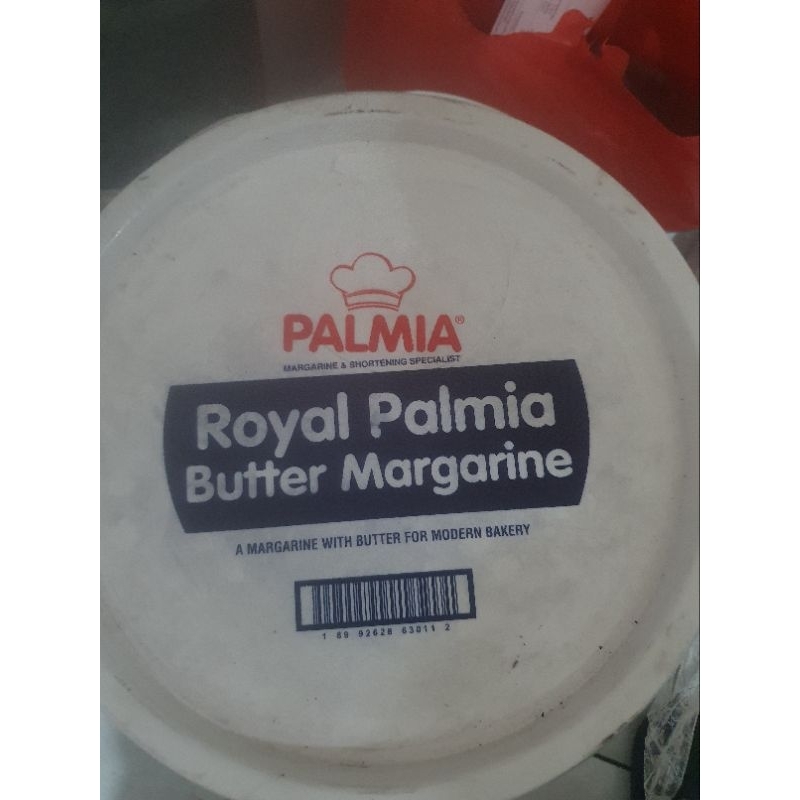 PALMIA®
MARGARINE & SHORTENING SPECIALIST
Royal Palmia
Butter Margarine
A MARGARINE WITH BUTTER FOR MODERN BAKERY
1 89 92628 63011 2